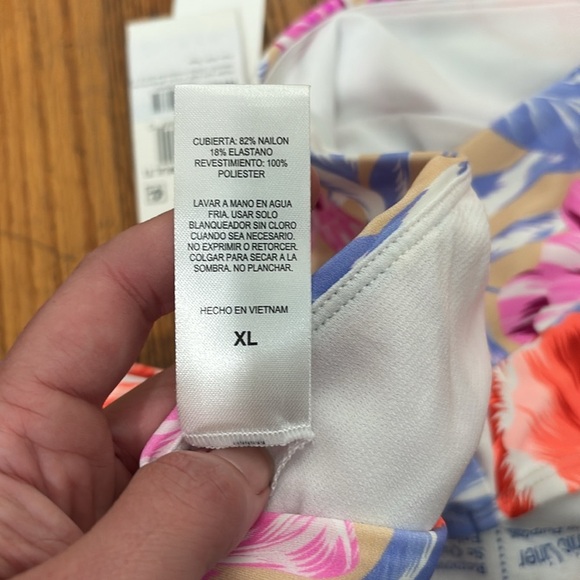 CUBIERTA: 82% NAILON
18% ELASTANO
REVESTIMIENTO: 100%
POLIESTER
LAVAR A MANO EN AGUA
FRIA. USAR SOLO
BLANQUEADOR SIN CLORO
CUANDO SEA NECESARIO.
NO EXPRIMIR O RETORCER.
COLGAR PARA SECAR A LA
SOMBRA. NO PLANCHAR.
HECHO EN VIETNAM
XL
Liner